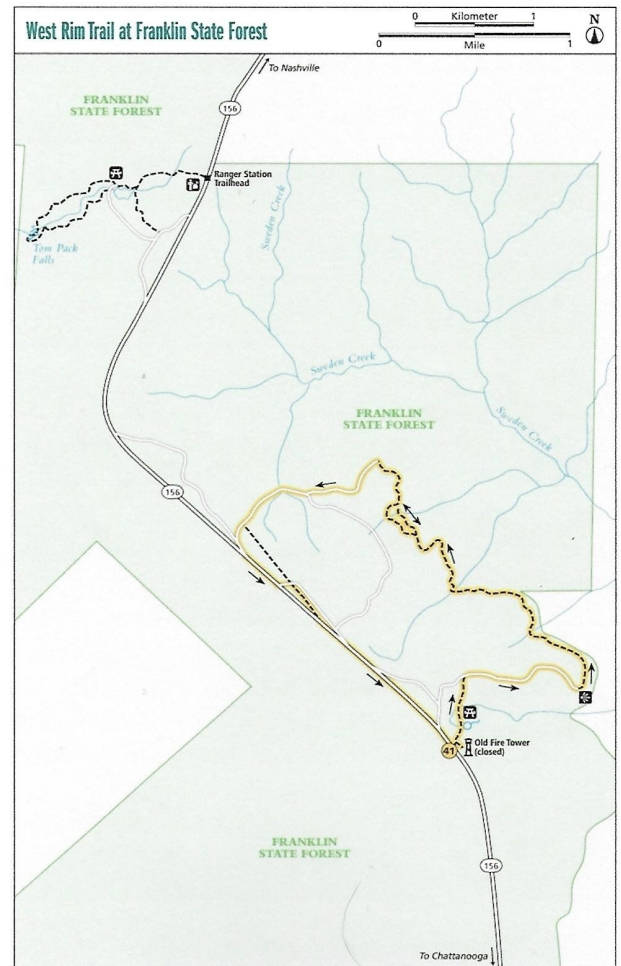 West Rim Trail at Franklin State Forest
0 Kilometer 1
0 Mile 1
N
To Nashville
FRANKLIN
STATE FOREST
156
Ranger Station
Trailhead
Sweden Creek
Tom Pack
Falls
Sweden Creek
FRANKLIN
STATE FOREST
Sweden Creek
156
41
Old Fire Tower
(closed)
FRANKLIN
STATE FOREST
156
To Chattanooga